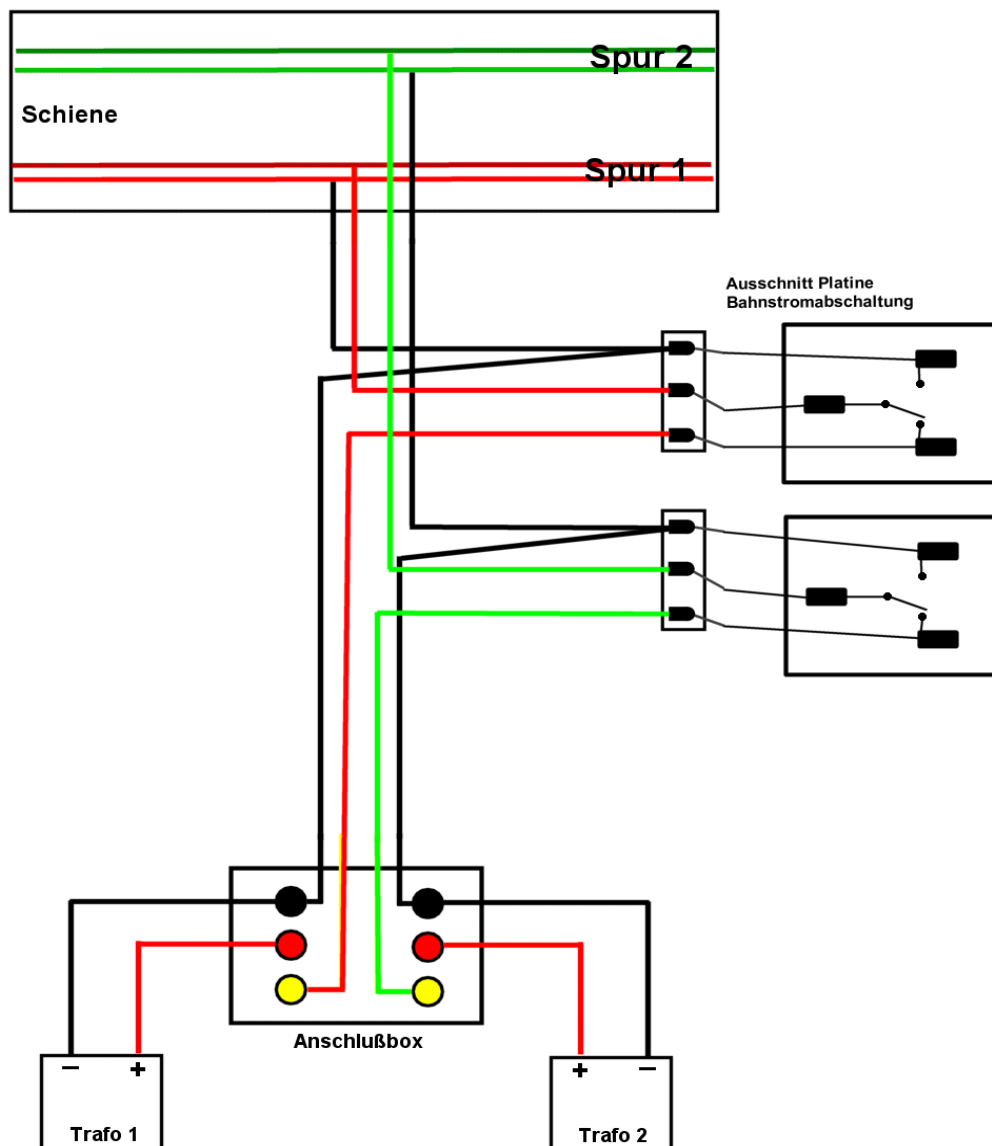 Spur 2
Schiene
Spur 1
Ausschnitt Platine
Bahnstromabschaltung
Anschlußbox
− +
+ −
Trafo 1
Trafo 2